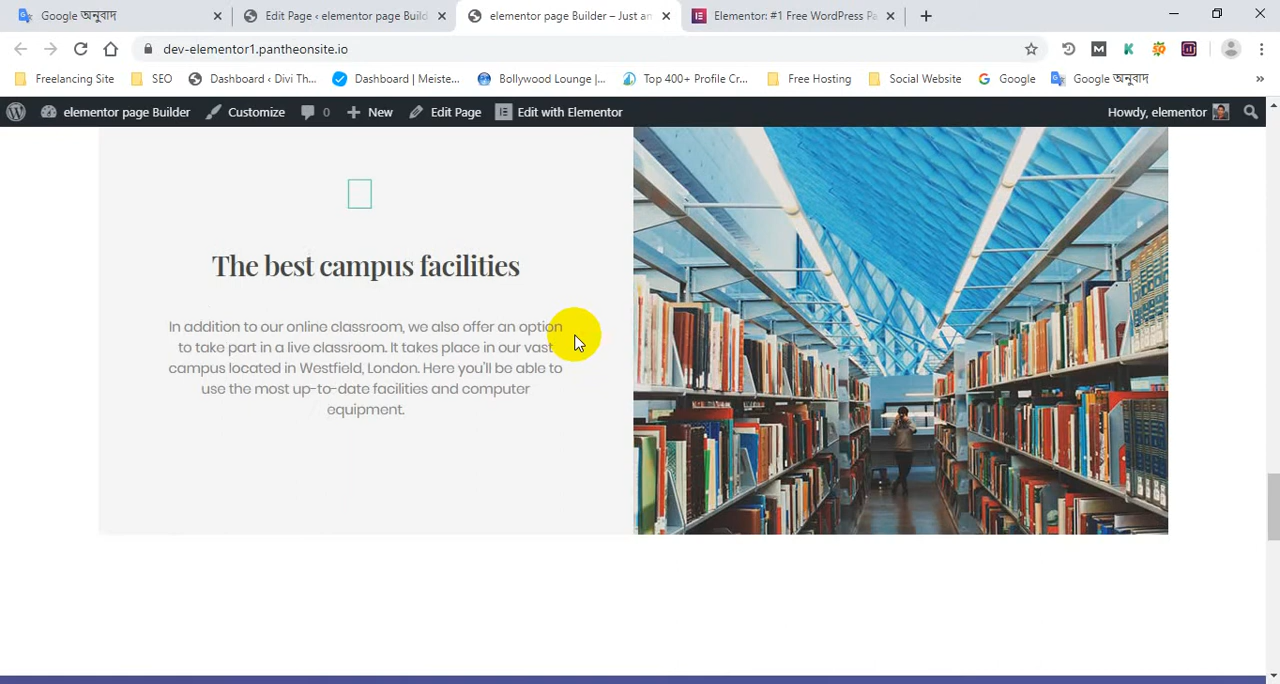 Google অনুবাদ
Edit Page ‹ elementor page Build
elementor page Builder – Just an
Elementor: #1 Free WordPress Pa
dev-elementor1.pantheonsite.io
Freelancing Site
SEO
Dashboard ‹ Divi Th...
Dashboard | Meiste...
Bollywood Lounge |...
Top 400+ Profile Cr...
Free Hosting
Social Website
Google
Google অনুবাদ
»
elementor page Builder
Customize
0
New
Edit Page
Edit with Elementor
Howdy, elementor
The best campus facilities
In addition to our online classroom, we also offer an option
to take part in a live classroom. It takes place in our vast
campus located in Westfield, London. Here you'll be able to
use the most up-to-date facilities and computer
equipment.